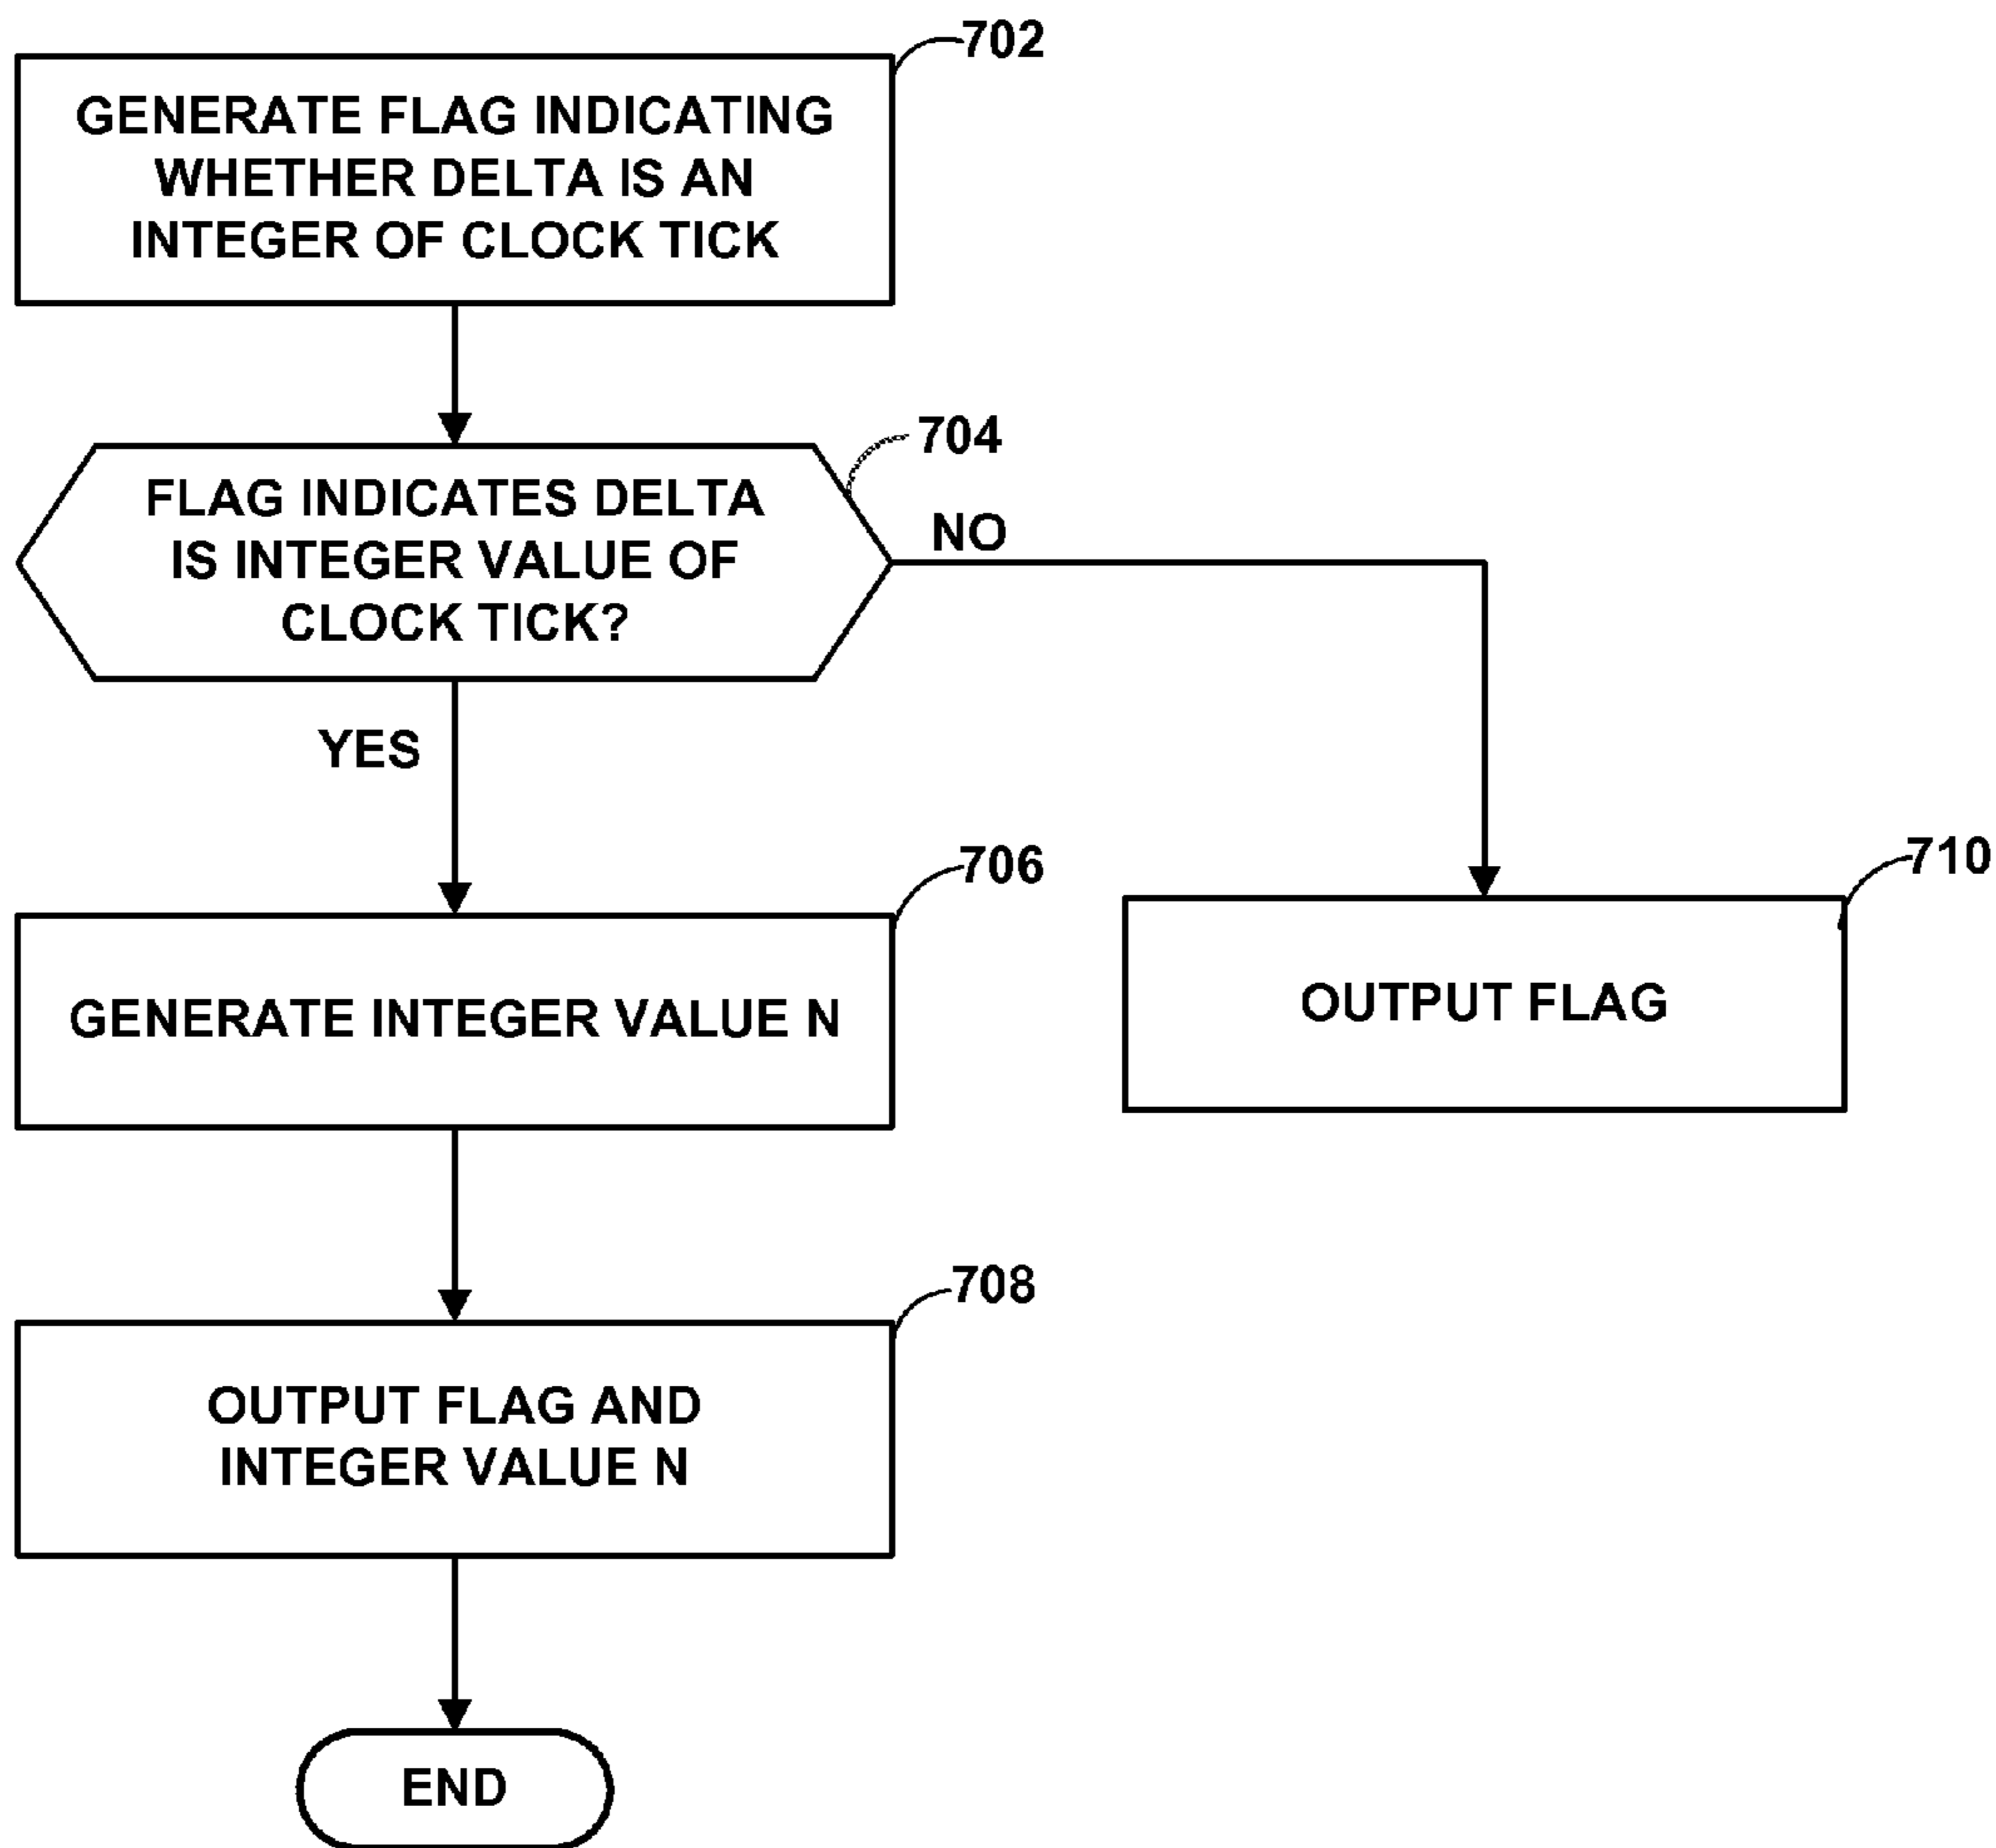 702
GENERATE FLAG INDICATING
WHETHER DELTA IS AN
INTEGER OF CLOCK TICK
704
FLAG INDICATES DELTA
IS INTEGER VALUE OF
CLOCK TICK?
NO
YES
706
GENERATE INTEGER VALUE N
710
OUTPUT FLAG
708
OUTPUT FLAG AND
INTEGER VALUE N
END